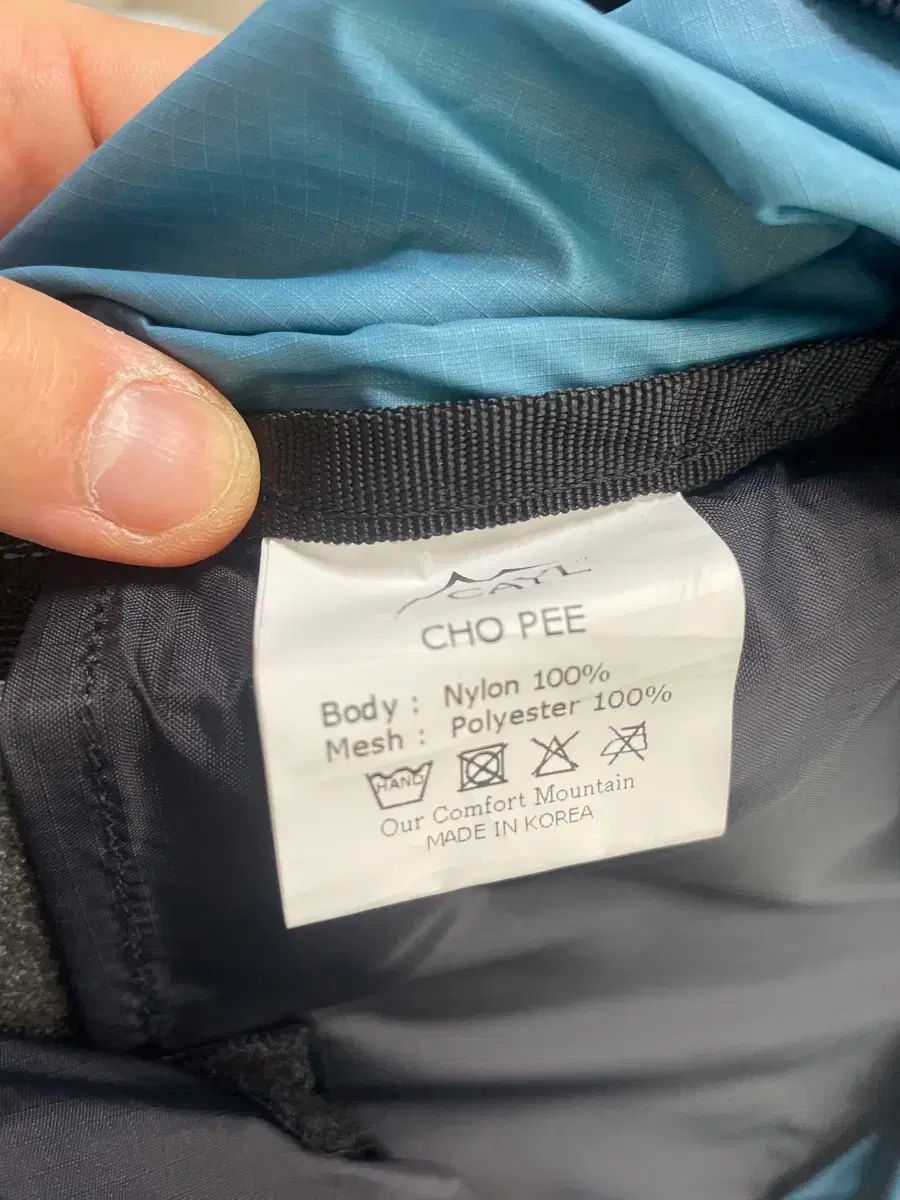 CAYL
CHO PEE
Body : Nylon 100%
Mesh : Polyester 100%
HAND
Our Comfort Mountain
MADE IN KOREA